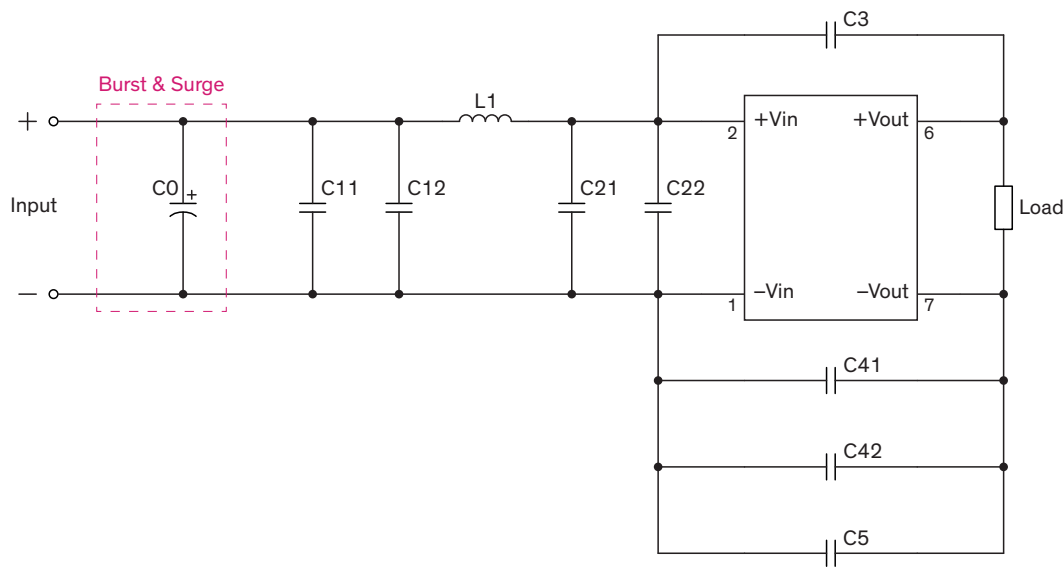 C3
Burst & Surge
L1
+
2
+Vin
+Vout
6
C0
+
C11
C12
C21
C22
Input
Load
–
1
–Vin
–Vout
7
C41
C42
C5